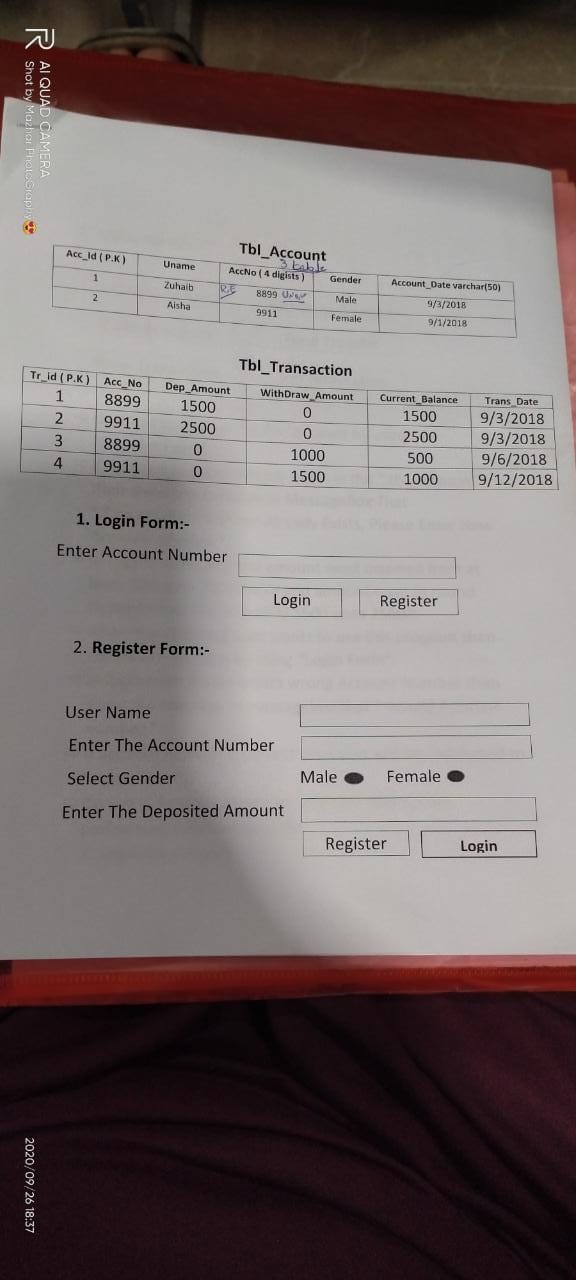 AI QUAD CAMERA
Shot by Mazhar PhotoGraphy😍
Tbl_Account
3 table
Acc_Id ( P.K ) Uname AccNo ( 4 digists ) Gender Account_Date varchar(50)
1 Zuhaib 8899 Male 9/3/2018
2 Aisha 9911 Female 9/1/2018
Tbl_Transaction
Tr_id ( P.K ) Acc_No Dep_Amount WithDraw_Amount Current_Balance Trans_Date
1 8899 1500 0 1500 9/3/2018
2 9911 2500 0 2500 9/3/2018
3 8899 0 1000 500 9/6/2018
4 9911 0 1500 1000 9/12/2018
1. Login Form:-
Enter Account Number
Login Register
2. Register Form:-
User Name
Enter The Account Number
Select Gender Male Female
Enter The Deposited Amount
Register Login
2020/09/26 18:37